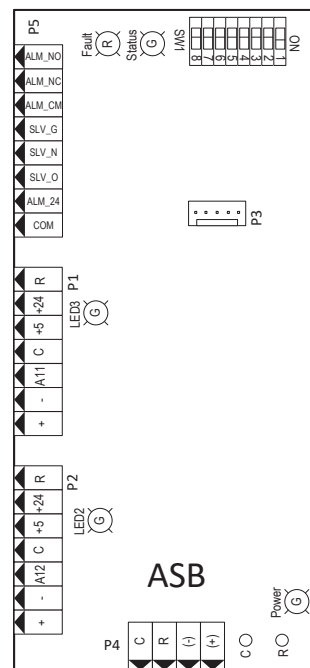 P5
ALM_NO
ALM_NC
ALM_CM
SLV_G
SLV_N
SLV_O
ALM_24
COM
Fault
R
Status
G
SW1
8 7 6 5 4 3 2 1
ON
P3
P1
R
+24
+5
C
A11
-
+
LED3
G
P2
R
+24
+5
C
A12
-
+
LED2
G
ASB
P4
C
R
(-)
(+)
C
R
Power
G